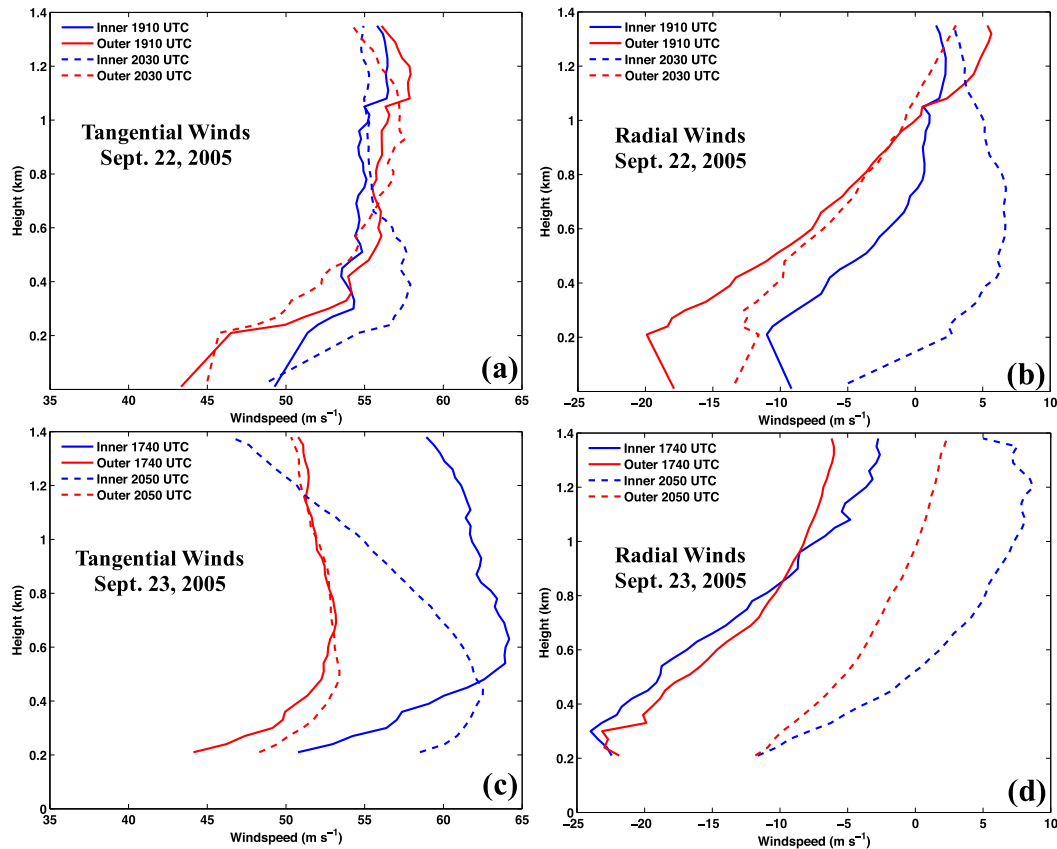 1.4
1.2
1
0.8
0.6
0.4
0.2
Height (km)
Inner 1910 UTC
Outer 1910 UTC
Inner 2030 UTC
Outer 2030 UTC
Tangential Winds
Sept. 22, 2005
(a)
35 40 45 50 55 60 65
Windspeed (m s⁻¹)
1.4
1.2
1
0.8
0.6
0.4
0.2
0
Height (km)
Inner 1910 UTC
Outer 1910 UTC
Inner 2030 UTC
Outer 2030 UTC
Radial Winds
Sept. 22, 2005
(b)
−25 −20 −15 −10 −5 0 5 10
Windspeed (m s⁻¹)
1.4
1.2
1
0.8
0.6
0.4
0.2
0
Height (km)
Inner 1740 UTC
Outer 1740 UTC
Inner 2050 UTC
Outer 2050 UTC
Tangential Winds
Sept. 23, 2005
(c)
35 40 45 50 55 60 65
Windspeed (m s⁻¹)
1.4
1.2
1
0.8
0.6
0.4
0.2
0
Height (km)
Inner 1740 UTC
Outer 1740 UTC
Inner 2050 UTC
Outer 2050 UTC
Radial Winds
Sept. 23, 2005
(d)
−25 −20 −15 −10 −5 0 5 10
Windspeed (m s⁻¹)